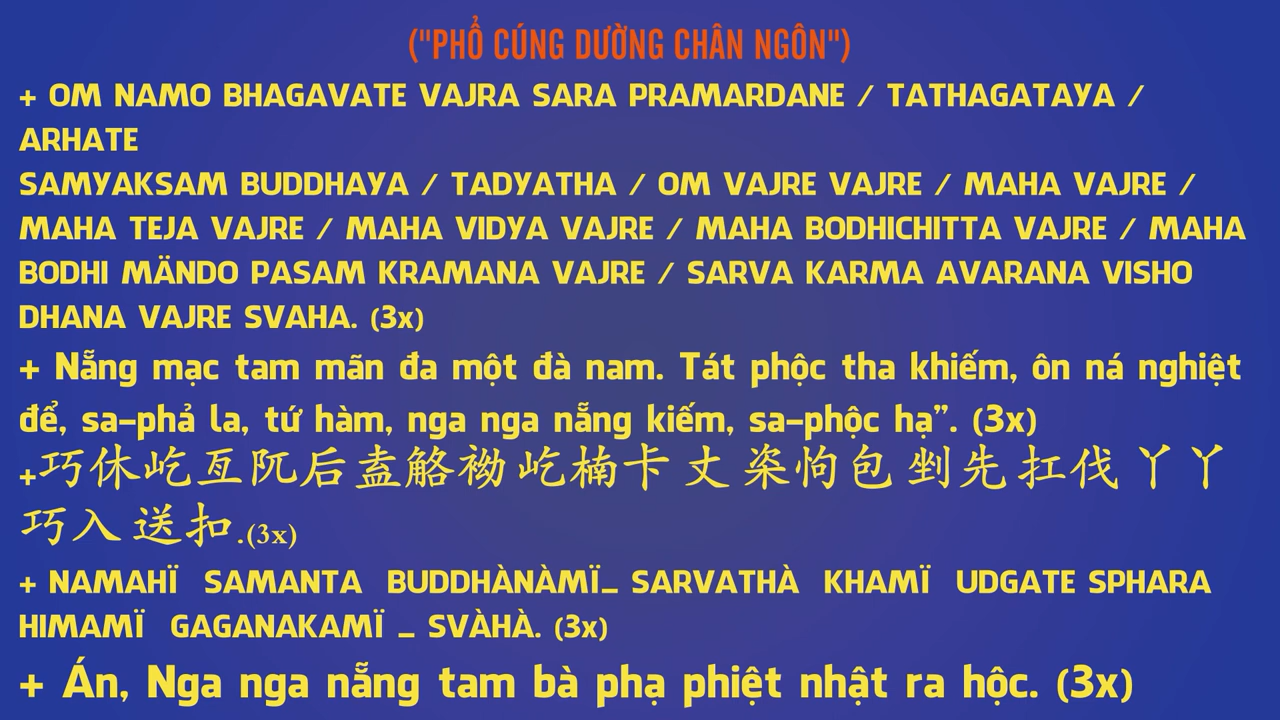 ("PHỔ CÚNG DƯỜNG CHÂN NGÔN")
+ OM NAMO BHAGAVATE VAJRA SARA PRAMARDANE / TATHAGATAYA /
ARHATE
SAMYAKSAM BUDDHAYA / TADYATHA / OM VAJRE VAJRE / MAHA VAJRE /
MAHA TEJA VAJRE / MAHA VIDYA VAJRE / MAHA BODHICHITTA VAJRE / MAHA
BODHI MÄNDO PASAM KRAMANA VAJRE / SARVA KARMA AVARANA VISHO
DHANA VAJRE SVAHA. (3x)
+ Nẵng mạc tam mãn đa một đà nam. Tát phộc tha khiếm, ôn ná nghiệt
để, sa-phả la, tứ hàm, nga nga nẵng kiếm, sa-phộc hạ”. (3x)
+巧休屹亙阢后盍觡袎 屹楠卡 丈 桼怐包 剉先 扛伐 丫丫
巧入 送扣.(3x)
+ NAMAHÏ SAMANTA BUDDHÀNÀMÏ_ SARVATHÀ KHAMÏ UDGATE SPHARA
HIMAMÏ GAGANAKAMÏ _ SVÀHÀ. (3x)
+ Án, Nga nga nẵng tam bà phạ phiệt nhật ra hộc. (3x)